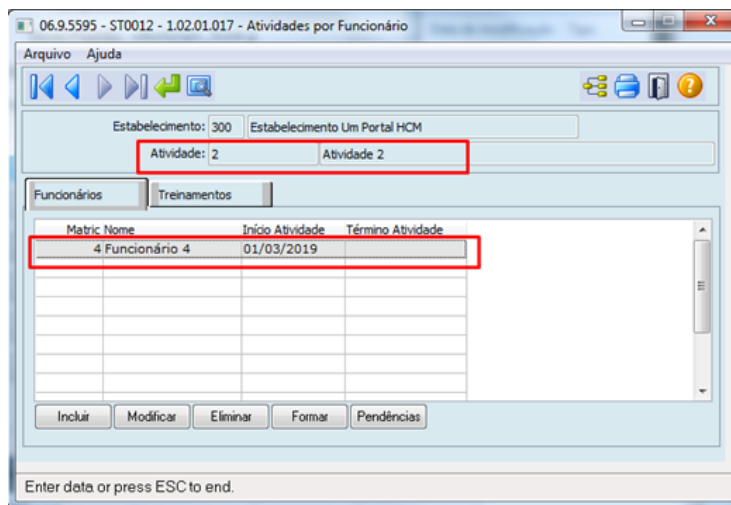 06.9.5595 - ST0012 - 1.02.01.017 - Atividades por Funcionário
Arquivo Ajuda
Estabelecimento: 300 Estabelecimento Um Portal HCM
Atividade: 2 Atividade 2
Funcionários Treinamentos
Matric Nome Início Atividade Término Atividade
4 Funcionário 4 01/03/2019
Incluir Modificar Eliminar Formar Pendências
Enter data or press ESC to end.